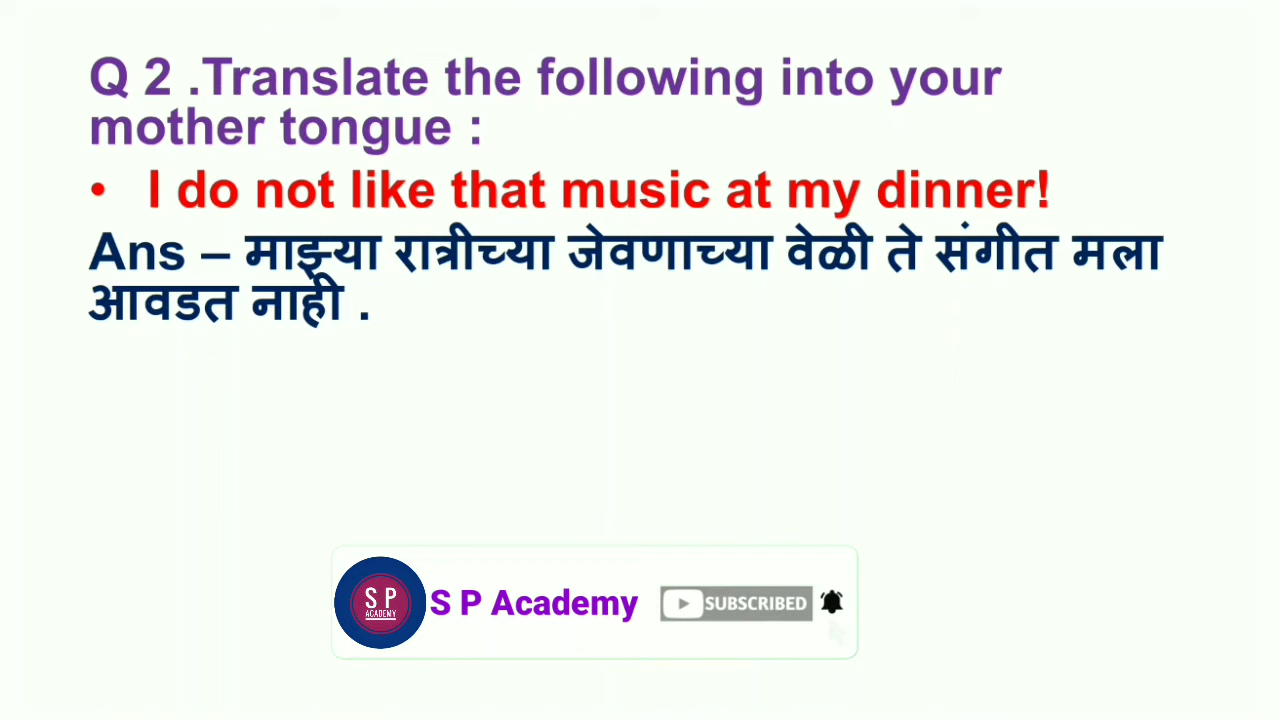 Q 2 .Translate the following into your
mother tongue :
• I do not like that music at my dinner!
Ans – माझ्या रात्रीच्या जेवणाच्या वेळी ते संगीत मला
आवडत नाही .
S P
ACADEMY
S P Academy
SUBSCRIBED